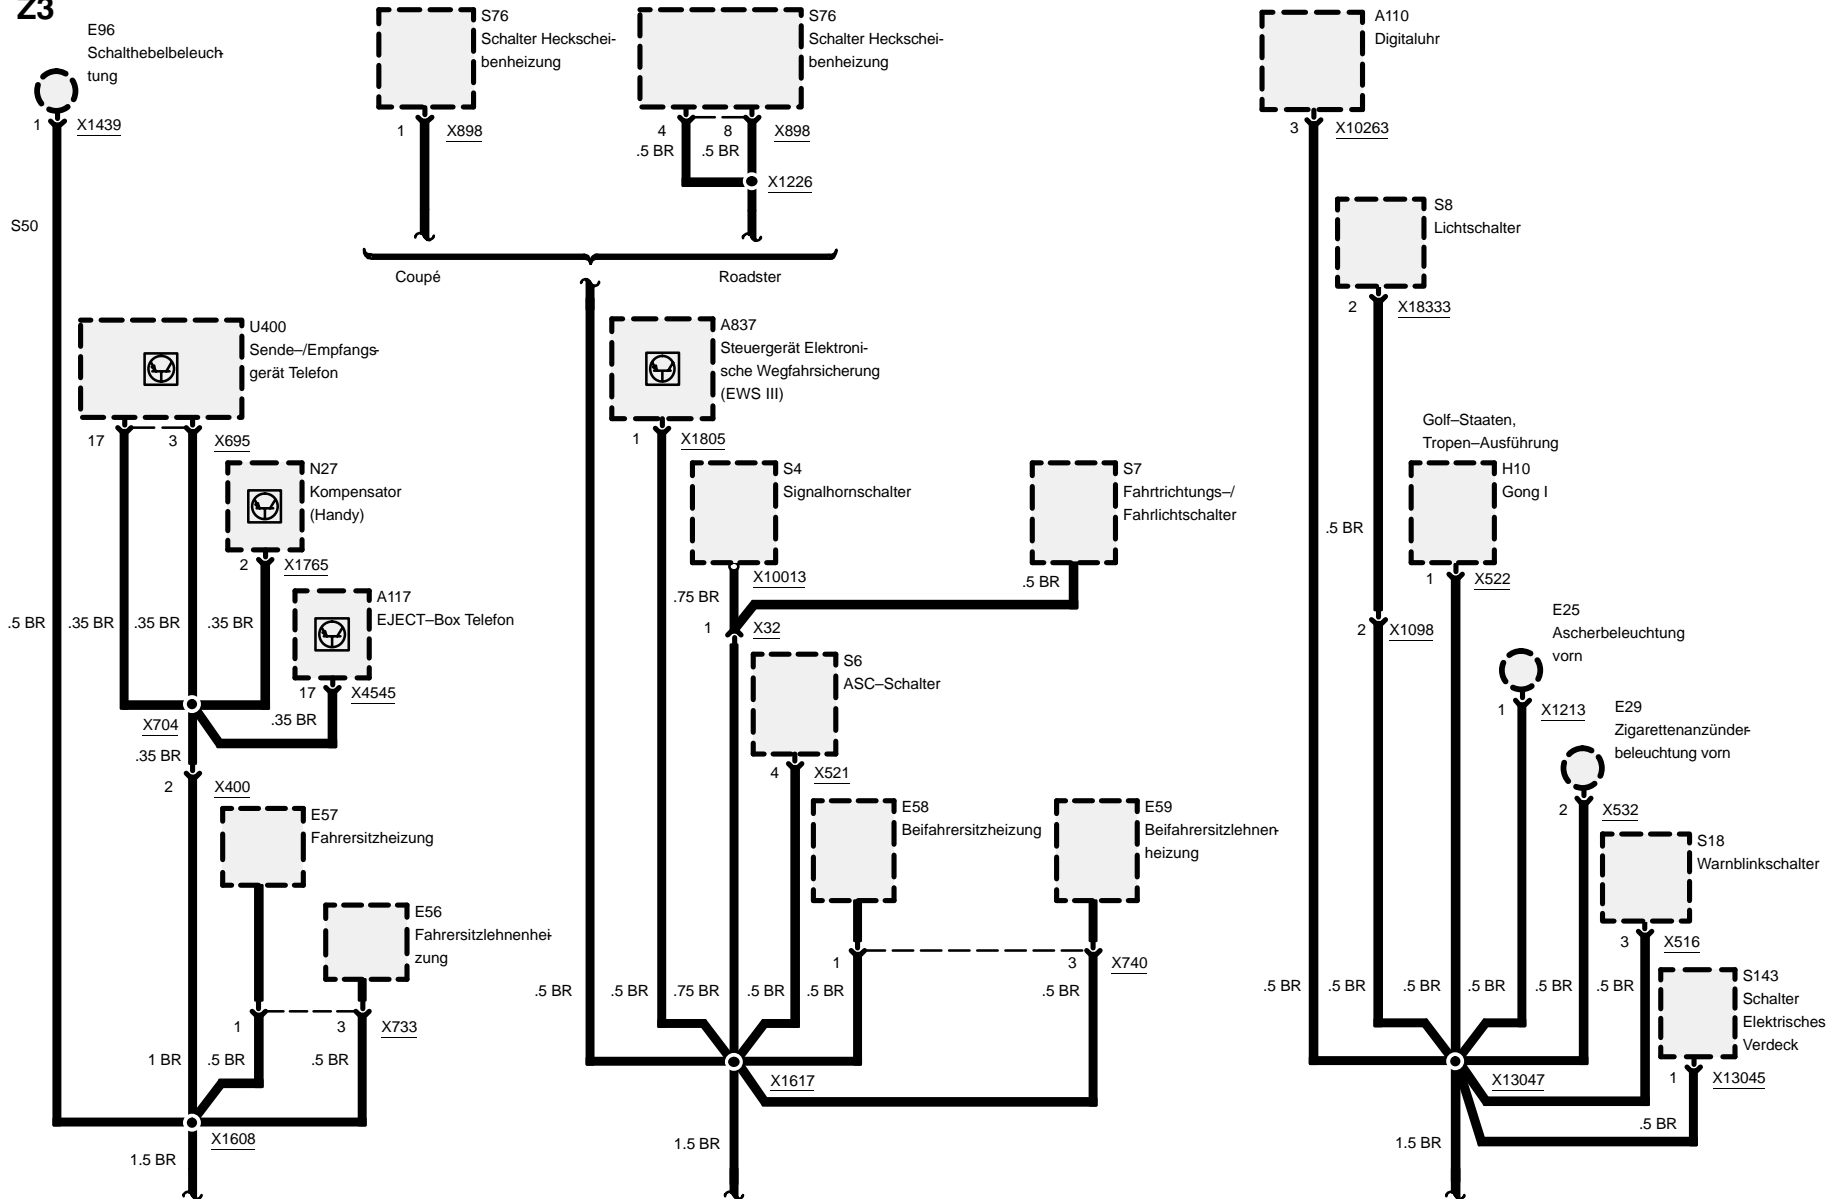 Z3
E96
Schalthebelbeleuch-
tung
1
X1439
S50
S76
Schalter Heckschei-
benheizung
1
X898
S76
Schalter Heckschei-
benheizung
4
8
X898
.5 BR
.5 BR
X1226
Coupé
Roadster
A110
Digitaluhr
3
X10263
S8
Lichtschalter
2
X18333
U400
Sende–/Empfangs-
gerät Telefon
17
3
X695
N27
Kompensator
(Handy)
2
X1765
A117
EJECT–Box Telefon
17
X4545
.5 BR
.35 BR
.35 BR
.35 BR
.35 BR
X704
.35 BR
2
X400
E57
Fahrersitzheizung
E56
Fahrersitzlehnenhei-
zung
1
3
X733
1 BR
.5 BR
.5 BR
X1608
1.5 BR
A837
Steuergerät Elektroni-
sche Wegfahrsicherung
(EWS III)
1
X1805
S4
Signalhornschalter
X10013
.75 BR
S7
Fahrtrichtungs–/
Fahrlichtschalter
.5 BR
1
X32
S6
ASC–Schalter
4
X521
E58
Beifahrersitzheizung
E59
Beifahrersitzlehnen-
heizung
1
3
X740
.5 BR
.5 BR
.75 BR
.5 BR
.5 BR
.5 BR
X1617
1.5 BR
Golf–Staaten,
Tropen–Ausführung
H10
Gong I
1
X522
.5 BR
2
X1098
E25
Ascherbeleuchtung
vorn
1
X1213
E29
Zigarettenanzünder-
beleuchtung vorn
2
X532
S18
Warnblinkschalter
3
X516
S143
Schalter
Elektrisches
Verdeck
1
X13045
.5 BR
.5 BR
.5 BR
.5 BR
.5 BR
.5 BR
X13047
.5 BR
1.5 BR